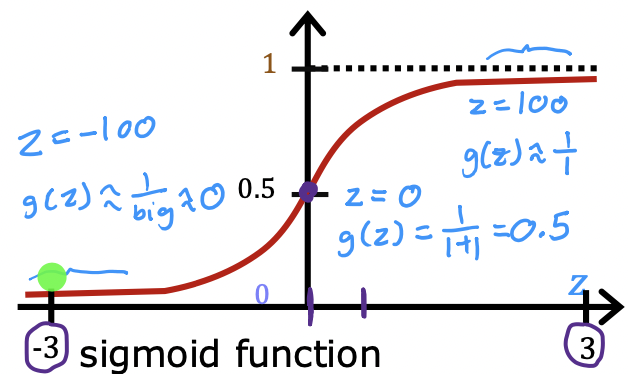 1
z = 100
z = -100
g(z) ≈ 1/1
g(z) ≈ 1/big ≈ 0
0.5
z = 0
g(z) = 1/1+1 = 0.5
0
z
-3
sigmoid function
3